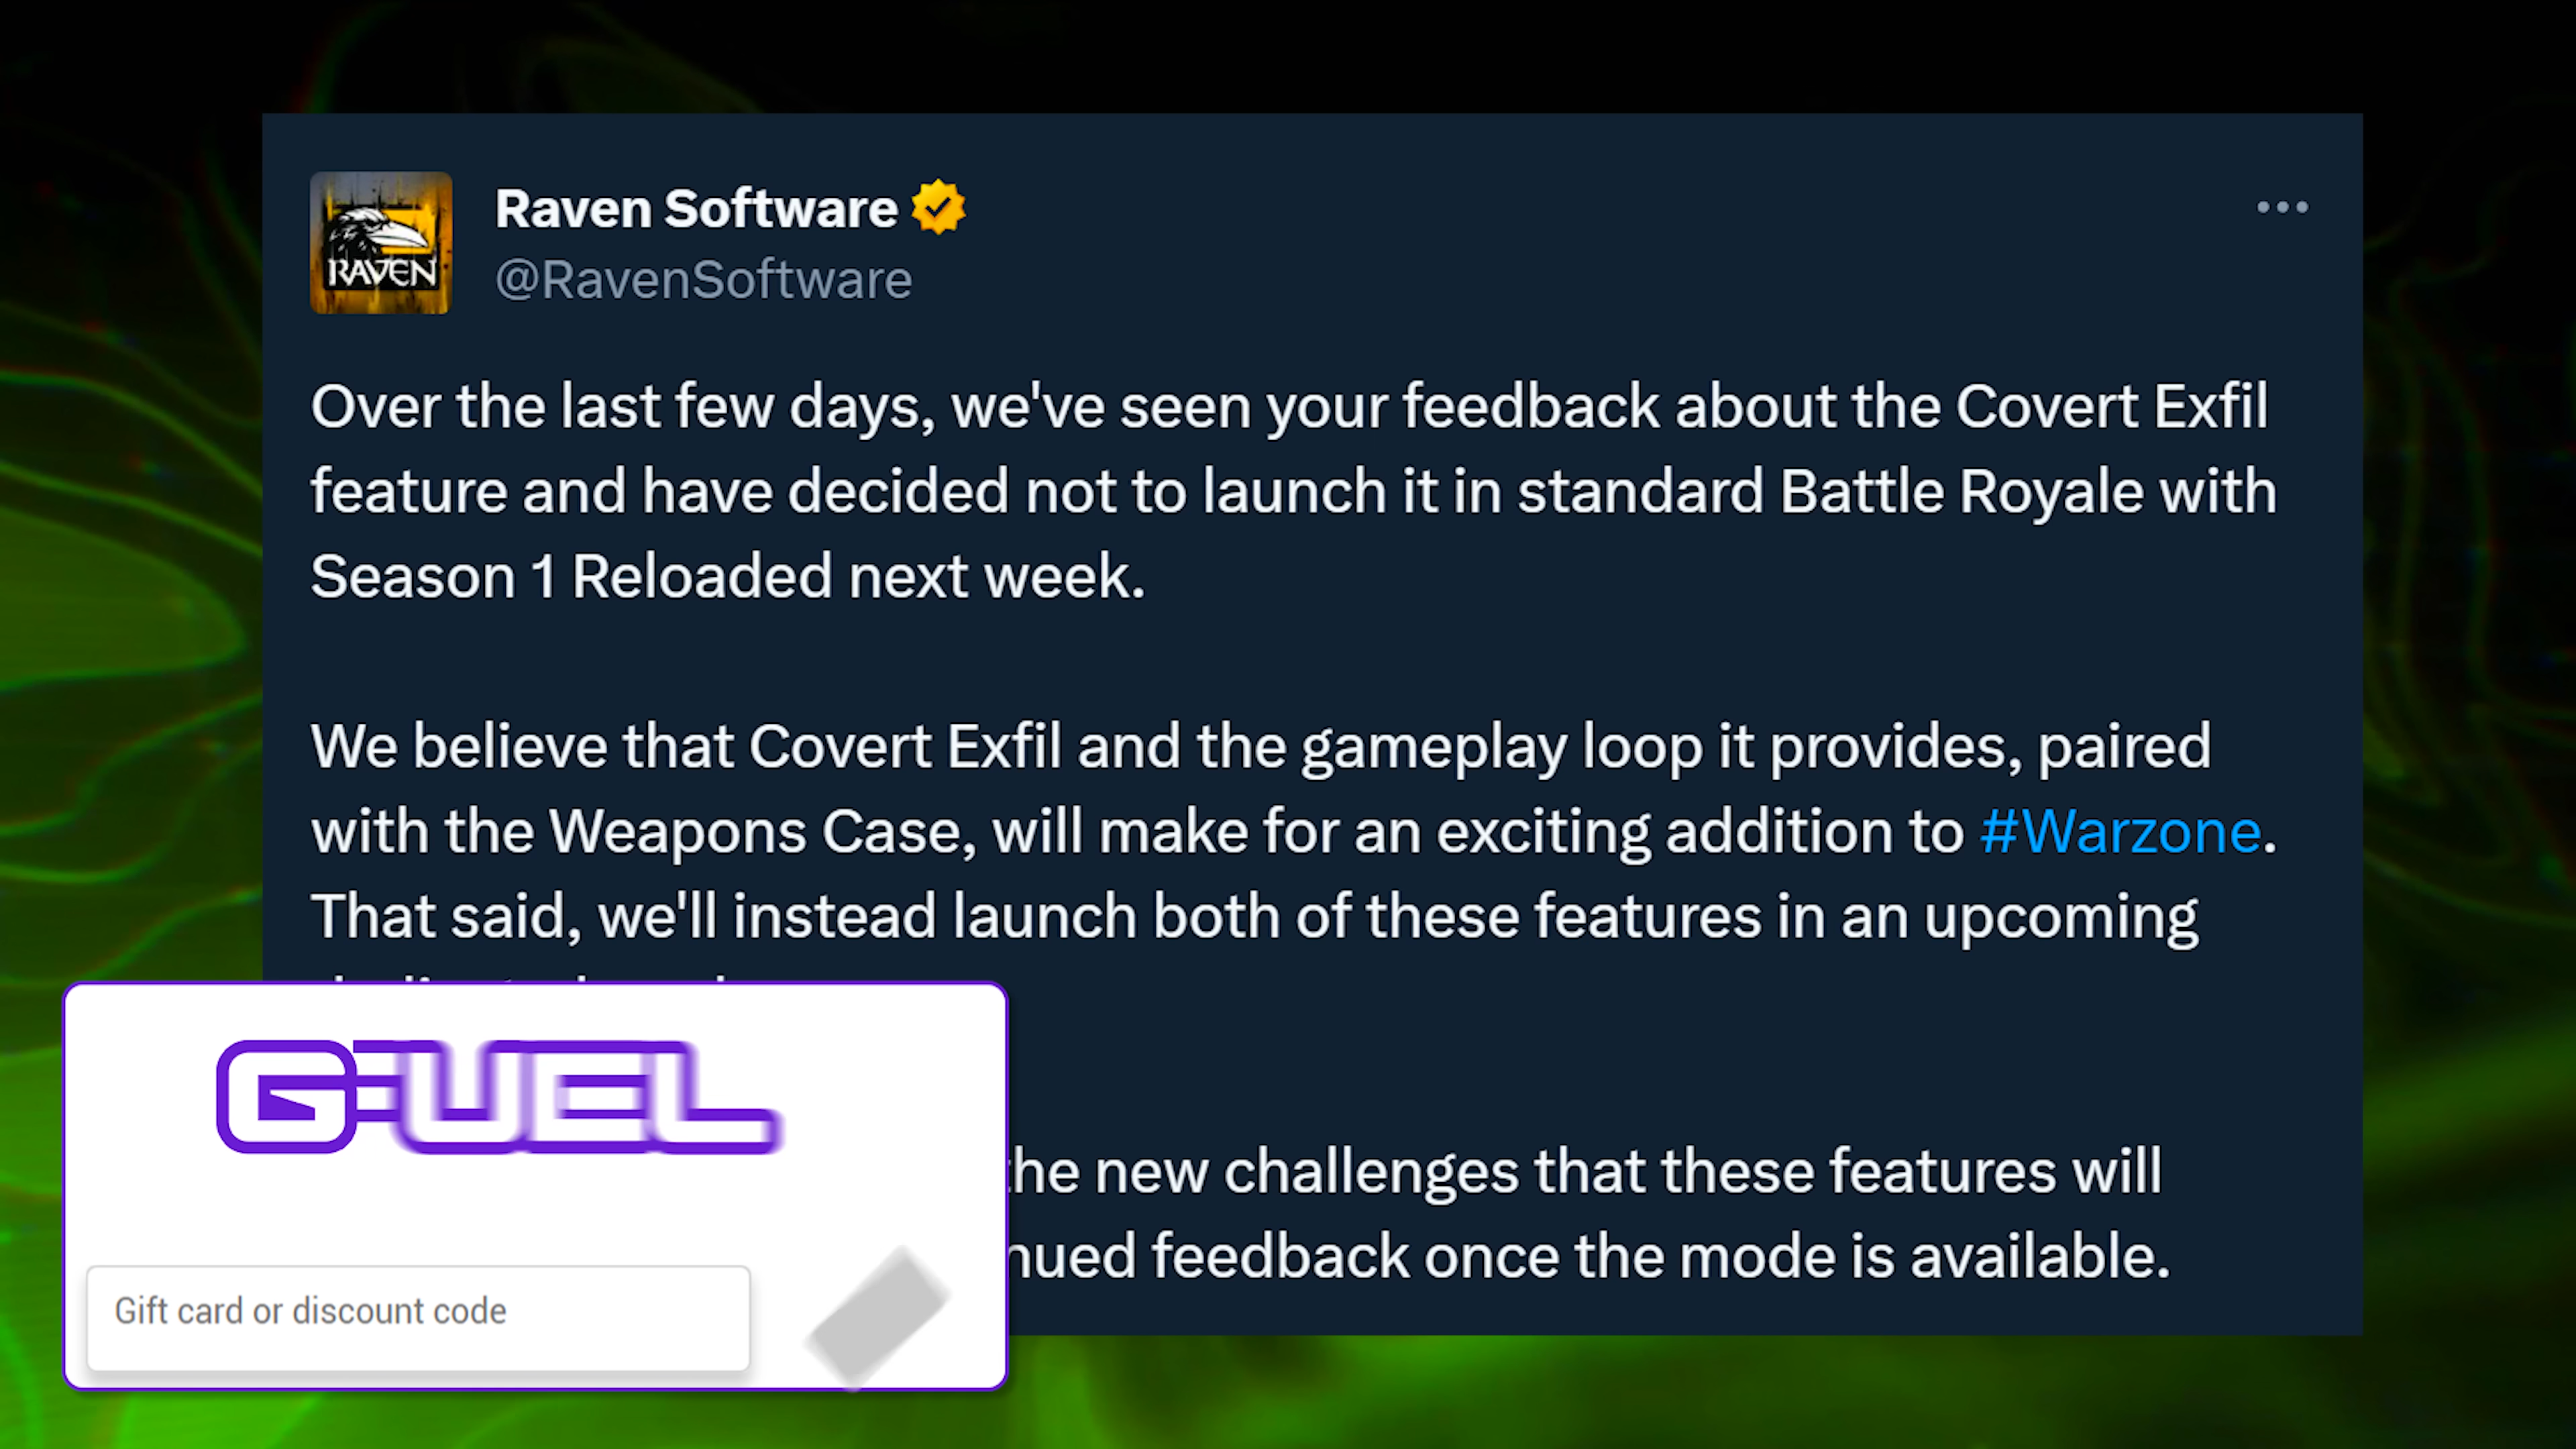 RAVEN
Raven Software
@RavenSoftware
Over the last few days, we've seen your feedback about the Covert Exfil
feature and have decided not to launch it in standard Battle Royale with
Season 1 Reloaded next week.
We believe that Covert Exfil and the gameplay loop it provides, paired
with the Weapons Case, will make for an exciting addition to #Warzone.
That said, we'll instead launch both of these features in an upcoming
the new challenges that these features will
feedback once the mode is available.
Gift card or discount code